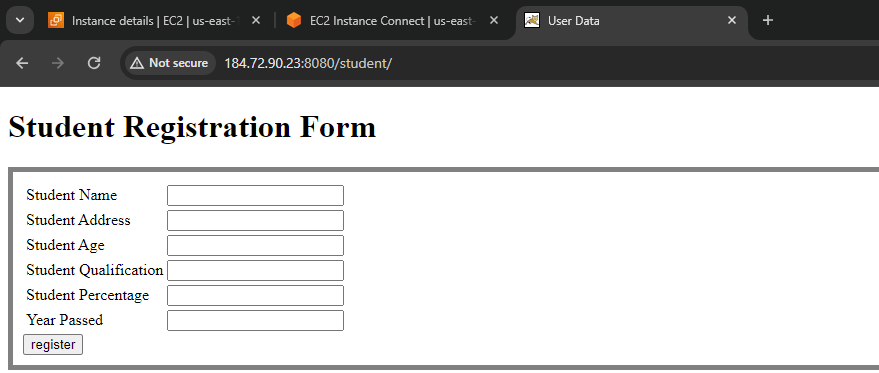 Instance details | EC2 | us-east-1
EC2 Instance Connect | us-east-
User Data
Not secure
184.72.90.23:8080/student/
Student Registration Form
Student Name
Student Address
Student Age
Student Qualification
Student Percentage
Year Passed
register